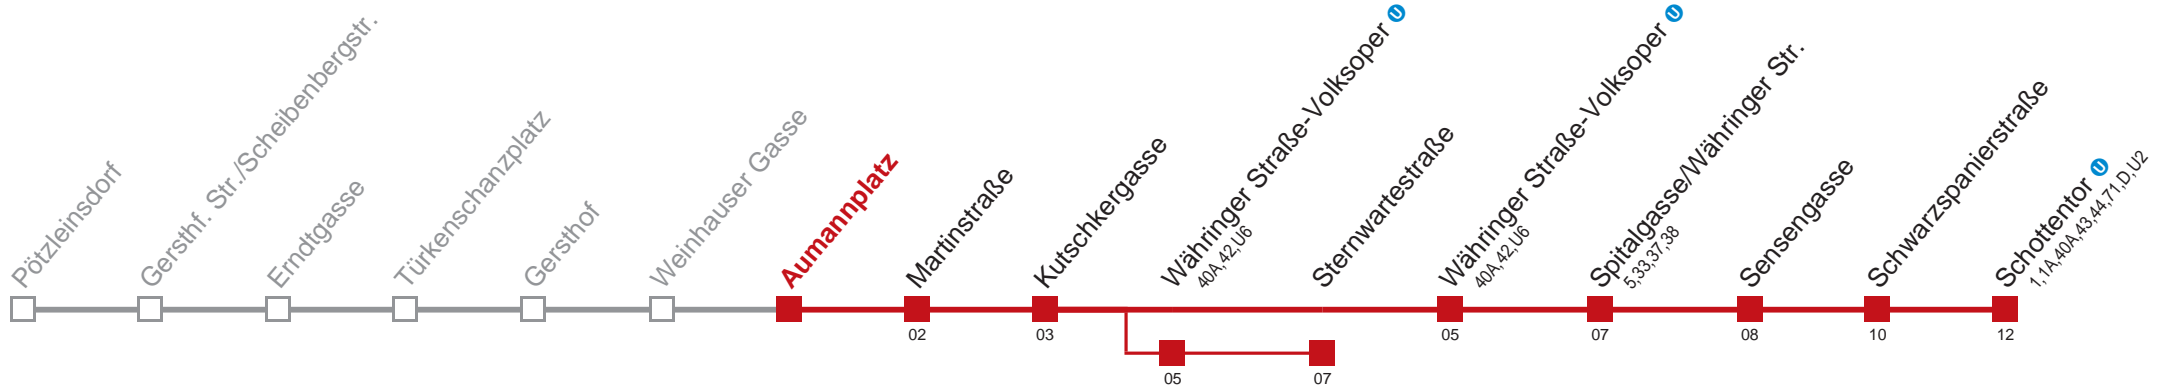 Pötzleinsdorf
Gersthf. Str./Scheibenbergstr.
Erndtgasse
Türkenschanzplatz
Gersthof
Weinhauser Gasse
Aumannplatz
Martinstraße
02
Kutschkergasse
03
Währinger Straße-Volksoper U
40A,42,U6
05
Sternwartestraße
07
Währinger Straße-Volksoper U
40A,42,U6
05
Spitalgasse/Währinger Str.
5,33,37,38
07
Sensengasse
08
Schwarzspanierstraße
10
Schottentor U
1,1A,40A,43,44,71,D,U2
12